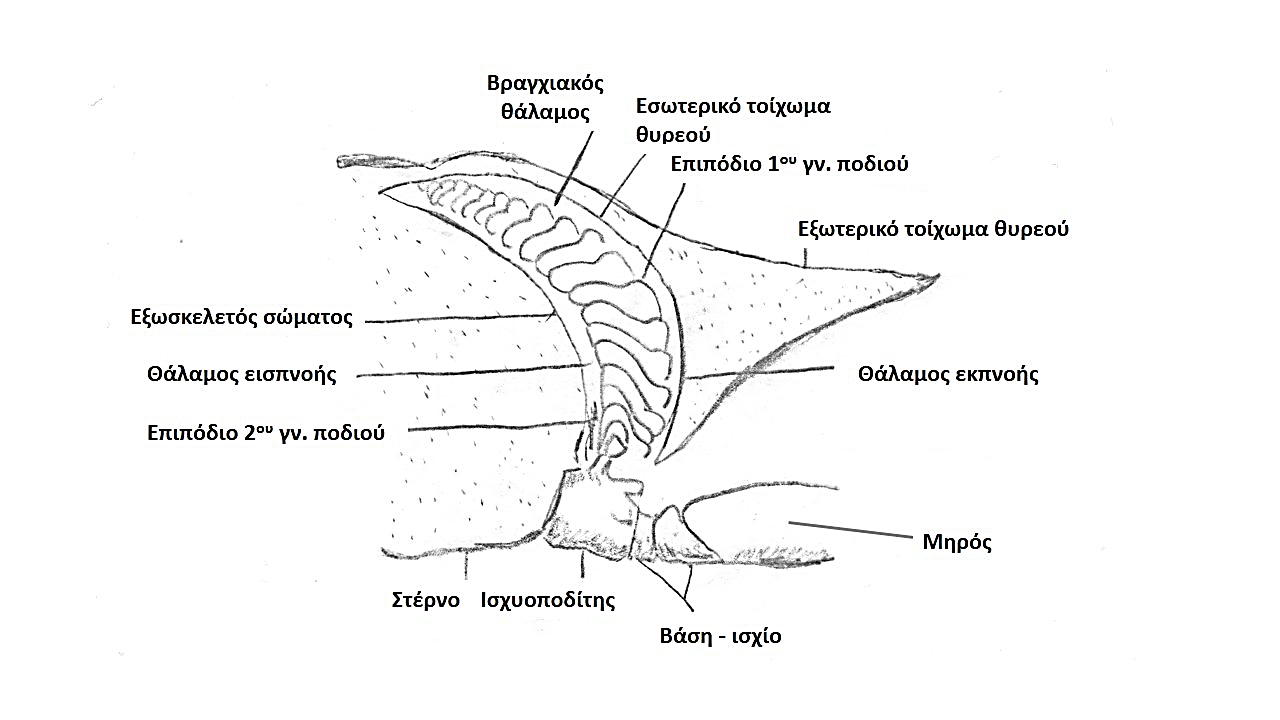 Βραγχιακός
θάλαμος
Εσωτερικό τοίχωμα
θυρεού
Επιπόδιο 1ου γν. ποδιού
Εξωτερικό τοίχωμα θυρεού
Εξωσκελετός σώματος
Θάλαμος εισπνοής
Θάλαμος εκπνοής
Επιπόδιο 2ου γν. ποδιού
Μηρός
Στέρνο
Ισχυοποδίτης
Βάση - ισχίο